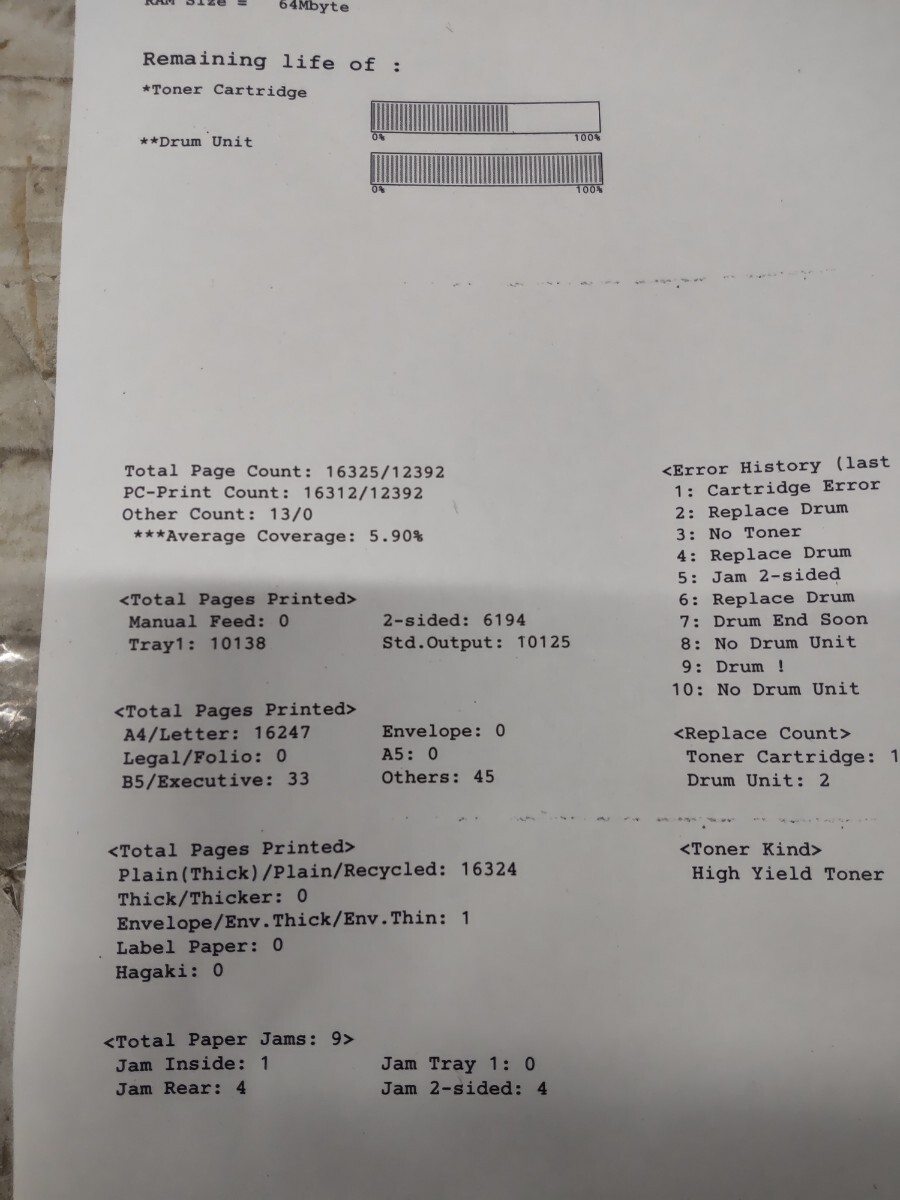 RAM Size = 64Mbyte
Remaining life of :
*Toner Cartridge
0% 100%
**Drum Unit
0% 100%
Total Page Count: 16325/12392
PC-Print Count: 16312/12392
Other Count: 13/0
***Average Coverage: 5.90%
<Error History (last
1: Cartridge Error
2: Replace Drum
3: No Toner
4: Replace Drum
5: Jam 2-sided
6: Replace Drum
7: Drum End Soon
8: No Drum Unit
9: Drum !
10: No Drum Unit
<Total Pages Printed>
Manual Feed: 0 2-sided: 6194
Tray1: 10138 Std.Output: 10125
<Total Pages Printed>
A4/Letter: 16247 Envelope: 0
Legal/Folio: 0 A5: 0
B5/Executive: 33 Others: 45
<Replace Count>
Toner Cartridge: 1
Drum Unit: 2
<Total Pages Printed>
Plain(Thick)/Plain/Recycled: 16324
Thick/Thicker: 0
Envelope/Env.Thick/Env.Thin: 1
Label Paper: 0
Hagaki: 0
<Toner Kind>
High Yield Toner
<Total Paper Jams: 9>
Jam Inside: 1 Jam Tray 1: 0
Jam Rear: 4 Jam 2-sided: 4